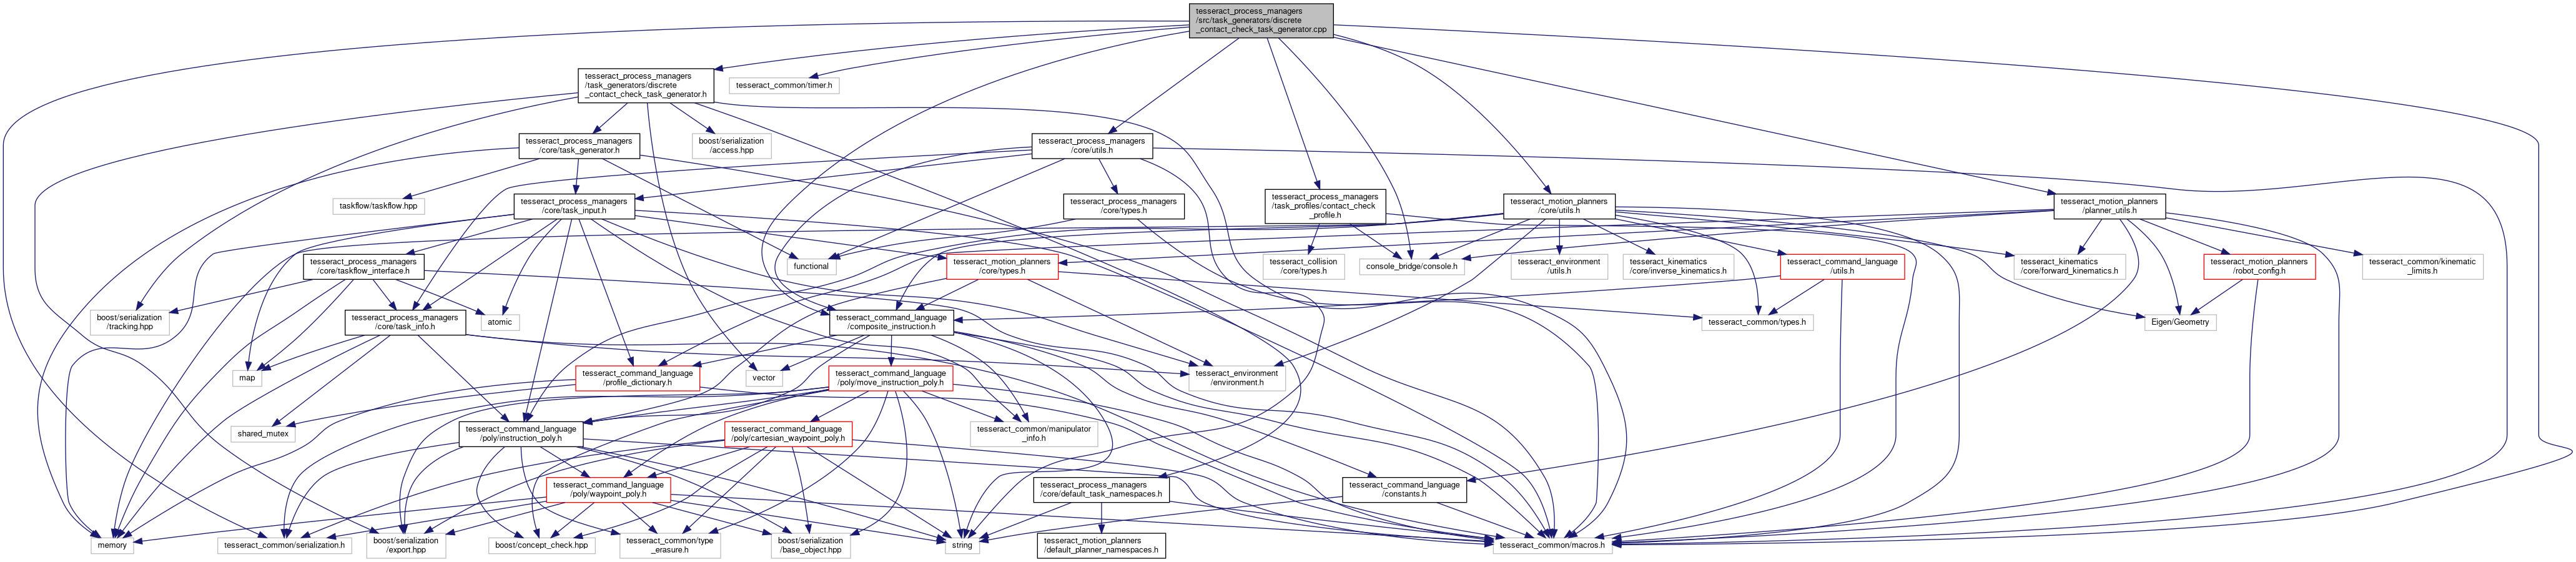 tesseract_process_managers
/src/task_generators/discrete
_contact_check_task_generator.cpp
tesseract_process_managers
/task_generators/discrete
_contact_check_task_generator.h
tesseract_common/timer.h
tesseract_process_managers
/core/task_generator.h
boost/serialization
/access.hpp
tesseract_process_managers
/core/utils.h
taskflow/taskflow.hpp
tesseract_process_managers
/core/task_input.h
tesseract_process_managers
/core/types.h
tesseract_process_managers
/task_profiles/contact_check
_profile.h
tesseract_motion_planners
/core/utils.h
tesseract_motion_planners
/planner_utils.h
tesseract_process_managers
/core/taskflow_interface.h
functional
tesseract_motion_planners
/core/types.h
tesseract_collision
/core/types.h
console_bridge/console.h
tesseract_environment
/utils.h
tesseract_kinematics
/core/inverse_kinematics.h
tesseract_command_language
/utils.h
tesseract_kinematics
/core/forward_kinematics.h
tesseract_motion_planners
/robot_config.h
tesseract_common/kinematic
_limits.h
boost/serialization
/tracking.hpp
tesseract_process_managers
/core/task_info.h
atomic
tesseract_command_language
/composite_instruction.h
tesseract_common/types.h
Eigen/Geometry
map
tesseract_command_language
/profile_dictionary.h
vector
tesseract_command_language
/poly/move_instruction_poly.h
tesseract_environment
/environment.h
shared_mutex
tesseract_command_language
/poly/instruction_poly.h
tesseract_command_language
/poly/cartesian_waypoint_poly.h
tesseract_common/manipulator
_info.h
tesseract_command_language
/poly/waypoint_poly.h
tesseract_process_managers
/core/default_task_namespaces.h
tesseract_command_language
/constants.h
memory
tesseract_common/serialization.h
boost/serialization
/export.hpp
boost/concept_check.hpp
tesseract_common/type
_erasure.h
boost/serialization
/base_object.hpp
string
tesseract_motion_planners
/default_planner_namespaces.h
tesseract_common/macros.h